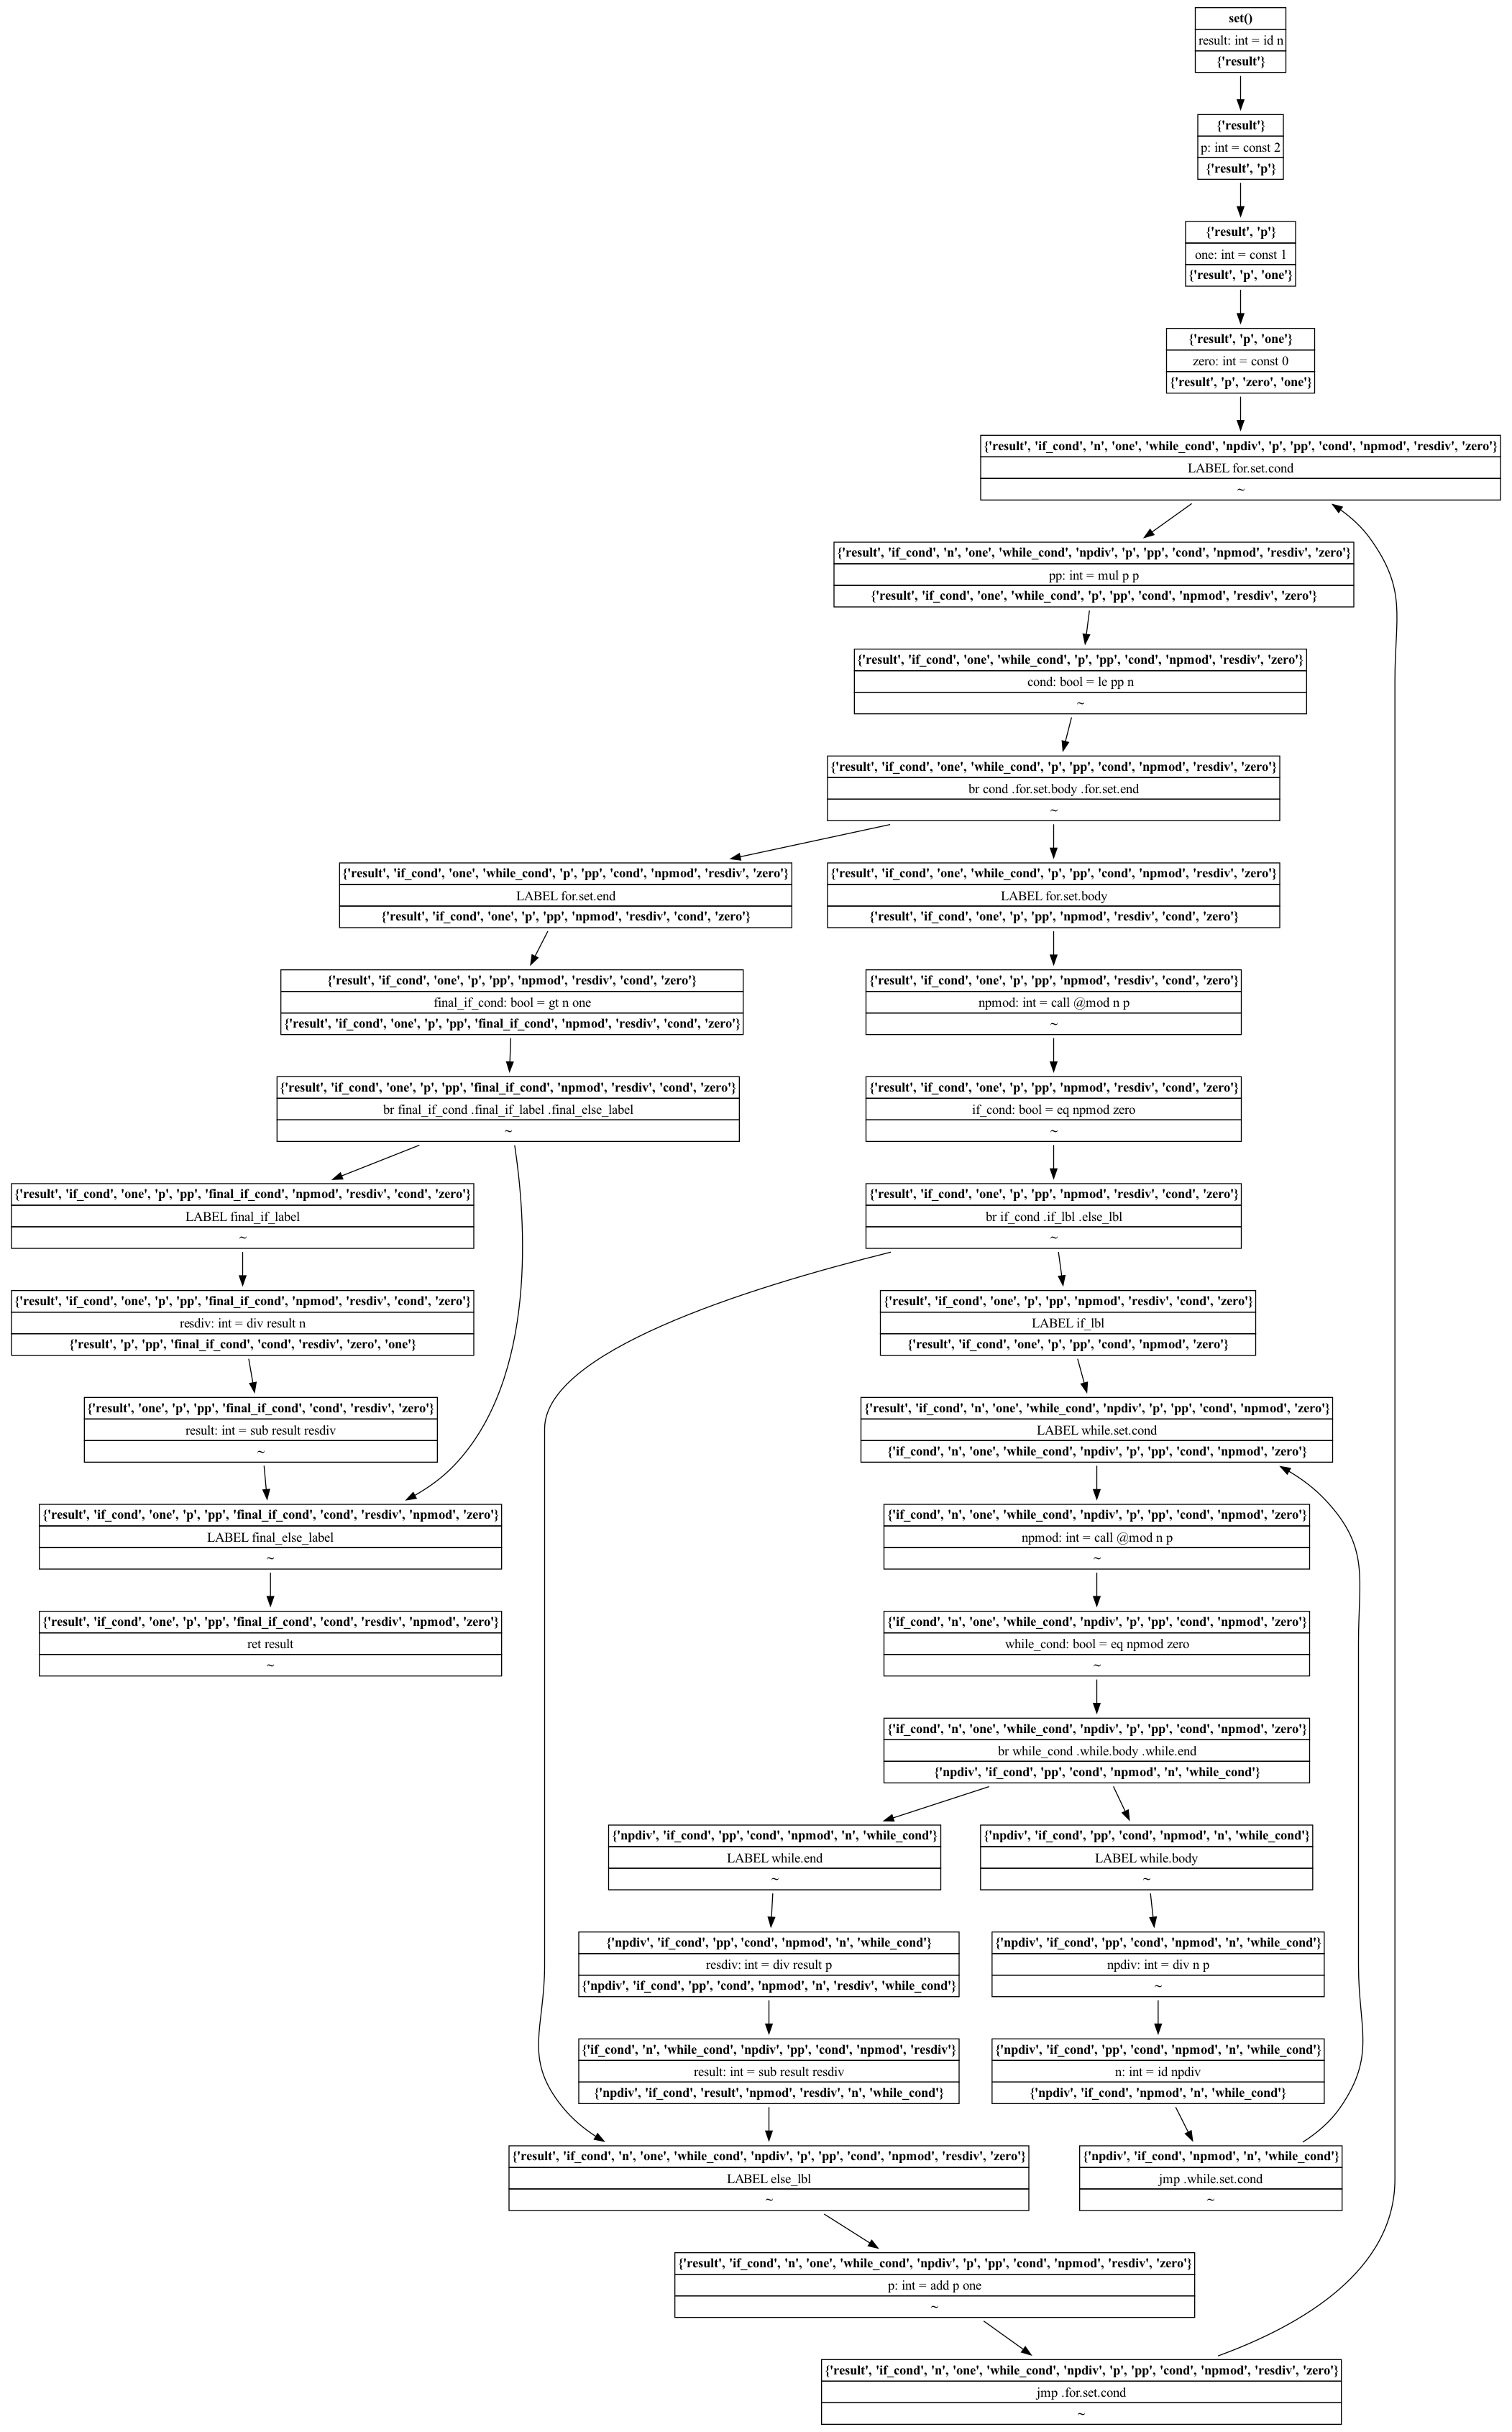 set()
result: int = id n
{'result'}
{'result'}
p: int = const 2
{'result', 'p'}
{'result', 'p'}
one: int = const 1
{'result', 'p', 'one'}
{'result', 'p', 'one'}
zero: int = const 0
{'result', 'p', 'zero', 'one'}
{'result', 'if_cond', 'n', 'one', 'while_cond', 'npdiv', 'p', 'pp', 'cond', 'npmod', 'resdiv', 'zero'}
LABEL for.set.cond
~
{'result', 'if_cond', 'n', 'one', 'while_cond', 'npdiv', 'p', 'pp', 'cond', 'npmod', 'resdiv', 'zero'}
pp: int = mul p p
{'result', 'if_cond', 'one', 'while_cond', 'p', 'pp', 'cond', 'npmod', 'resdiv', 'zero'}
{'result', 'if_cond', 'one', 'while_cond', 'p', 'pp', 'cond', 'npmod', 'resdiv', 'zero'}
cond: bool = le pp n
~
{'result', 'if_cond', 'one', 'while_cond', 'p', 'pp', 'cond', 'npmod', 'resdiv', 'zero'}
br cond .for.set.body .for.set.end
~
{'result', 'if_cond', 'one', 'while_cond', 'p', 'pp', 'cond', 'npmod', 'resdiv', 'zero'}
LABEL for.set.end
{'result', 'if_cond', 'one', 'p', 'pp', 'npmod', 'resdiv', 'cond', 'zero'}
{'result', 'if_cond', 'one', 'while_cond', 'p', 'pp', 'cond', 'npmod', 'resdiv', 'zero'}
LABEL for.set.body
{'result', 'if_cond', 'one', 'p', 'pp', 'npmod', 'resdiv', 'cond', 'zero'}
{'result', 'if_cond', 'one', 'p', 'pp', 'npmod', 'resdiv', 'cond', 'zero'}
final_if_cond: bool = gt n one
{'result', 'if_cond', 'one', 'p', 'pp', 'final_if_cond', 'npmod', 'resdiv', 'cond', 'zero'}
{'result', 'if_cond', 'one', 'p', 'pp', 'npmod', 'resdiv', 'cond', 'zero'}
npmod: int = call @mod n p
~
{'result', 'if_cond', 'one', 'p', 'pp', 'final_if_cond', 'npmod', 'resdiv', 'cond', 'zero'}
br final_if_cond .final_if_label .final_else_label
~
{'result', 'if_cond', 'one', 'p', 'pp', 'npmod', 'resdiv', 'cond', 'zero'}
if_cond: bool = eq npmod zero
~
{'result', 'if_cond', 'one', 'p', 'pp', 'final_if_cond', 'npmod', 'resdiv', 'cond', 'zero'}
LABEL final_if_label
~
{'result', 'if_cond', 'one', 'p', 'pp', 'npmod', 'resdiv', 'cond', 'zero'}
br if_cond .if_lbl .else_lbl
~
{'result', 'if_cond', 'one', 'p', 'pp', 'final_if_cond', 'npmod', 'resdiv', 'cond', 'zero'}
resdiv: int = div result n
{'result', 'p', 'pp', 'final_if_cond', 'cond', 'resdiv', 'zero', 'one'}
{'result', 'if_cond', 'one', 'p', 'pp', 'npmod', 'resdiv', 'cond', 'zero'}
LABEL if_lbl
{'result', 'if_cond', 'one', 'p', 'pp', 'cond', 'npmod', 'zero'}
{'result', 'one', 'p', 'pp', 'final_if_cond', 'cond', 'resdiv', 'zero'}
result: int = sub result resdiv
~
{'result', 'if_cond', 'n', 'one', 'while_cond', 'npdiv', 'p', 'pp', 'cond', 'npmod', 'zero'}
LABEL while.set.cond
{'if_cond', 'n', 'one', 'while_cond', 'npdiv', 'p', 'pp', 'cond', 'npmod', 'zero'}
{'result', 'if_cond', 'one', 'p', 'pp', 'final_if_cond', 'cond', 'resdiv', 'npmod', 'zero'}
LABEL final_else_label
~
{'if_cond', 'n', 'one', 'while_cond', 'npdiv', 'p', 'pp', 'cond', 'npmod', 'zero'}
npmod: int = call @mod n p
~
{'result', 'if_cond', 'one', 'p', 'pp', 'final_if_cond', 'cond', 'resdiv', 'npmod', 'zero'}
ret result
~
{'if_cond', 'n', 'one', 'while_cond', 'npdiv', 'p', 'pp', 'cond', 'npmod', 'zero'}
while_cond: bool = eq npmod zero
~
{'if_cond', 'n', 'one', 'while_cond', 'npdiv', 'p', 'pp', 'cond', 'npmod', 'zero'}
br while_cond .while.body .while.end
{'npdiv', 'if_cond', 'pp', 'cond', 'npmod', 'n', 'while_cond'}
{'npdiv', 'if_cond', 'pp', 'cond', 'npmod', 'n', 'while_cond'}
LABEL while.end
~
{'npdiv', 'if_cond', 'pp', 'cond', 'npmod', 'n', 'while_cond'}
LABEL while.body
~
{'npdiv', 'if_cond', 'pp', 'cond', 'npmod', 'n', 'while_cond'}
resdiv: int = div result p
{'npdiv', 'if_cond', 'pp', 'cond', 'npmod', 'n', 'resdiv', 'while_cond'}
{'npdiv', 'if_cond', 'pp', 'cond', 'npmod', 'n', 'while_cond'}
npdiv: int = div n p
~
{'if_cond', 'n', 'while_cond', 'npdiv', 'pp', 'cond', 'npmod', 'resdiv'}
result: int = sub result resdiv
{'npdiv', 'if_cond', 'result', 'npmod', 'resdiv', 'n', 'while_cond'}
{'npdiv', 'if_cond', 'pp', 'cond', 'npmod', 'n', 'while_cond'}
n: int = id npdiv
{'npdiv', 'if_cond', 'npmod', 'n', 'while_cond'}
{'result', 'if_cond', 'n', 'one', 'while_cond', 'npdiv', 'p', 'pp', 'cond', 'npmod', 'resdiv', 'zero'}
LABEL else_lbl
~
{'npdiv', 'if_cond', 'npmod', 'n', 'while_cond'}
jmp .while.set.cond
~
{'result', 'if_cond', 'n', 'one', 'while_cond', 'npdiv', 'p', 'pp', 'cond', 'npmod', 'resdiv', 'zero'}
p: int = add p one
~
{'result', 'if_cond', 'n', 'one', 'while_cond', 'npdiv', 'p', 'pp', 'cond', 'npmod', 'resdiv', 'zero'}
jmp .for.set.cond
~